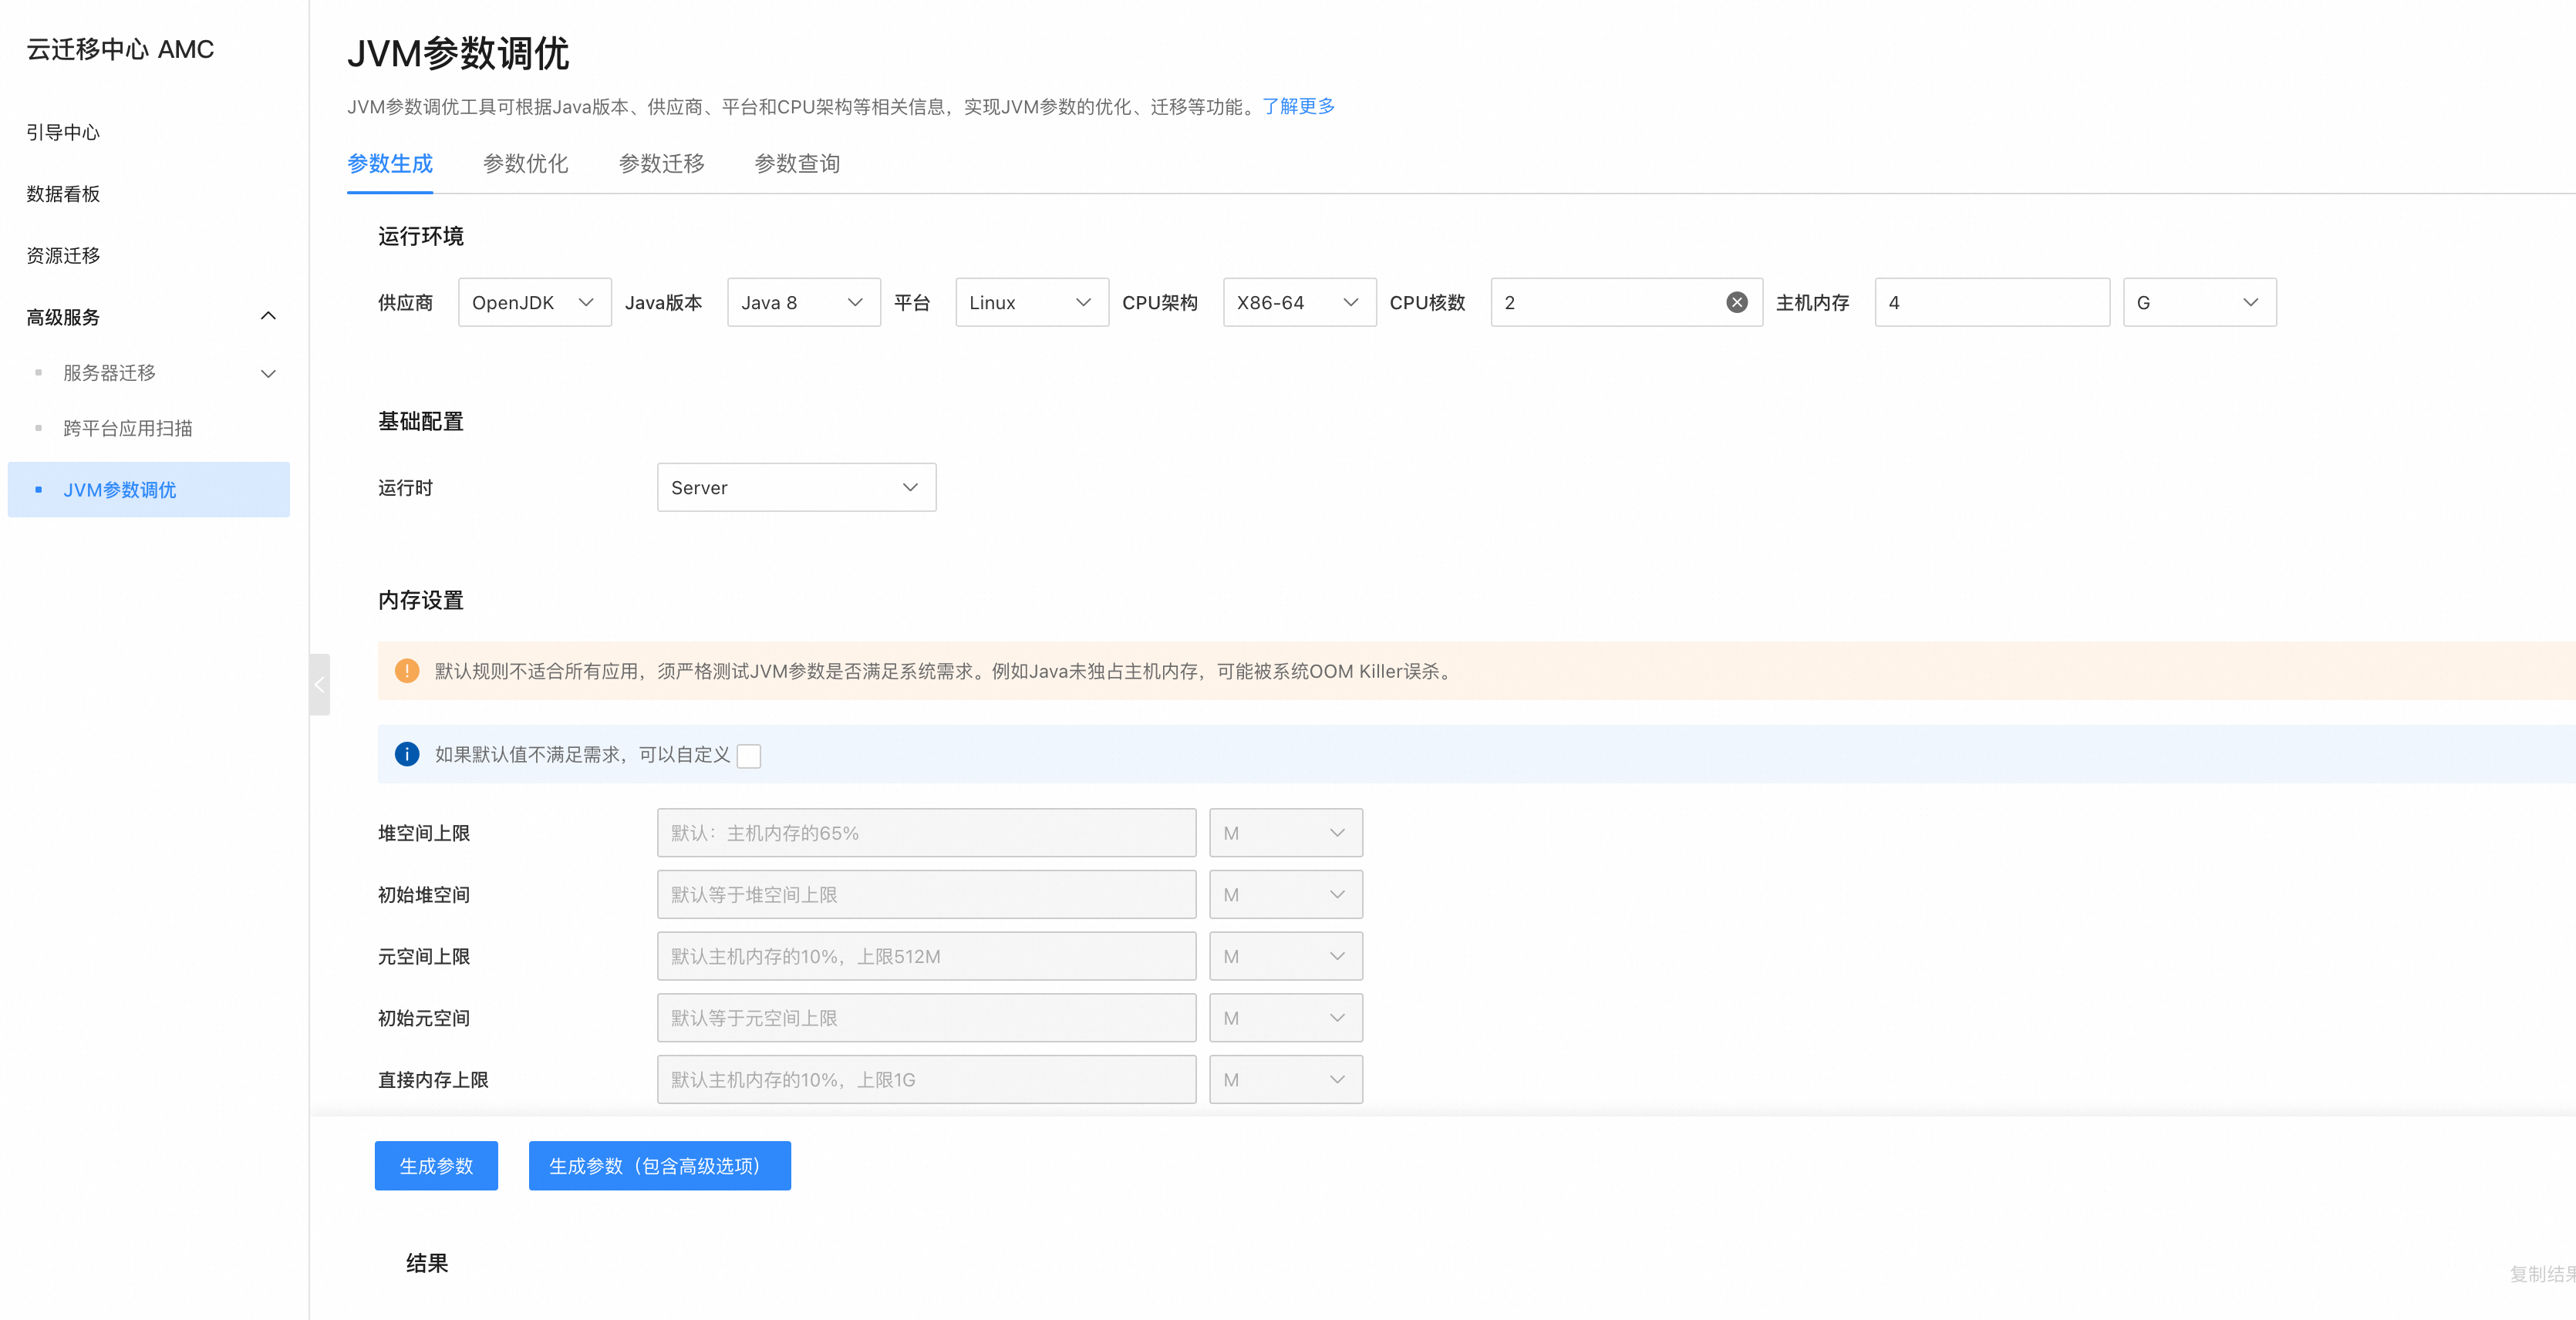 云迁移中心 AMC
引导中心
数据看板
资源迁移
高级服务
服务器迁移
跨平台应用扫描
JVM参数调优
JVM参数调优
JVM参数调优工具可根据Java版本、供应商、平台和CPU架构等相关信息，实现JVM参数的优化、迁移等功能。了解更多
参数生成 参数优化 参数迁移 参数查询
运行环境
供应商 OpenJDK Java版本 Java 8 平台 Linux CPU架构 X86-64 CPU核数 2 主机内存 4 G
基础配置
运行时 Server
内存设置
默认规则不适合所有应用，须严格测试JVM参数是否满足系统需求。例如Java未独占主机内存，可能被系统OOM Killer误杀。
如果默认值不满足需求，可以自定义
堆空间上限 默认：主机内存的65% M
初始堆空间 默认等于堆空间上限 M
元空间上限 默认主机内存的10%，上限512M M
初始元空间 默认等于元空间上限 M
直接内存上限 默认主机内存的10%，上限1G M
生成参数 生成参数（包含高级选项）
结果
复制结果